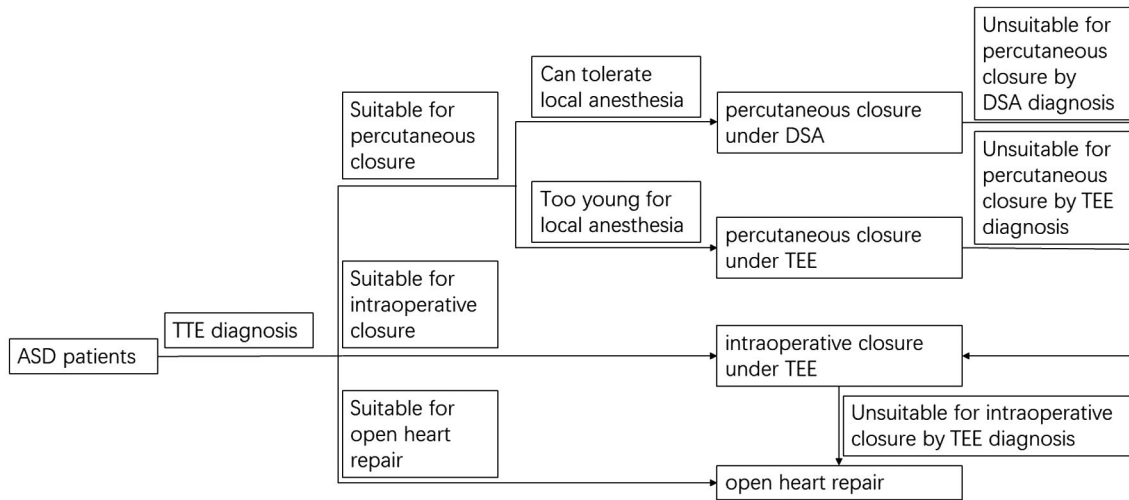 Unsuitable for
percutaneous
closure by
DSA diagnosis
Can tolerate
local anesthesia
Suitable for
percutaneous
closure
percutaneous closure
under DSA
Unsuitable for
percutaneous
closure by TEE
diagnosis
Too young for
local anesthesia
percutaneous closure
under TEE
Suitable for
intraoperative
closure
TTE diagnosis
ASD patients
intraoperative closure
under TEE
Suitable for
open heart
repair
Unsuitable for intraoperative
closure by TEE diagnosis
open heart repair